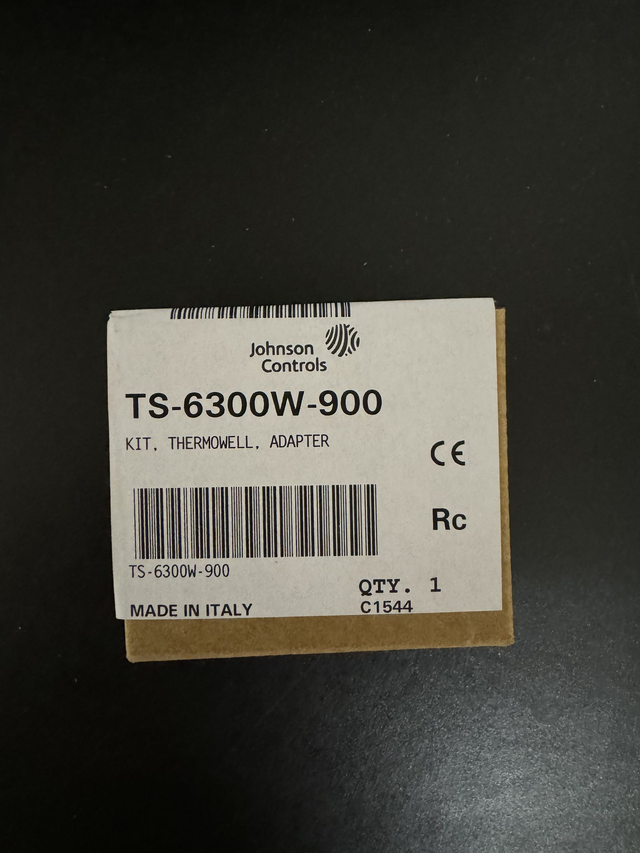 Johnson
Controls
TS-6300W-900
KIT, THERMOWELL, ADAPTER
CE
Rc
TS-6300W-900
QTY. 1
MADE IN ITALY
C1544